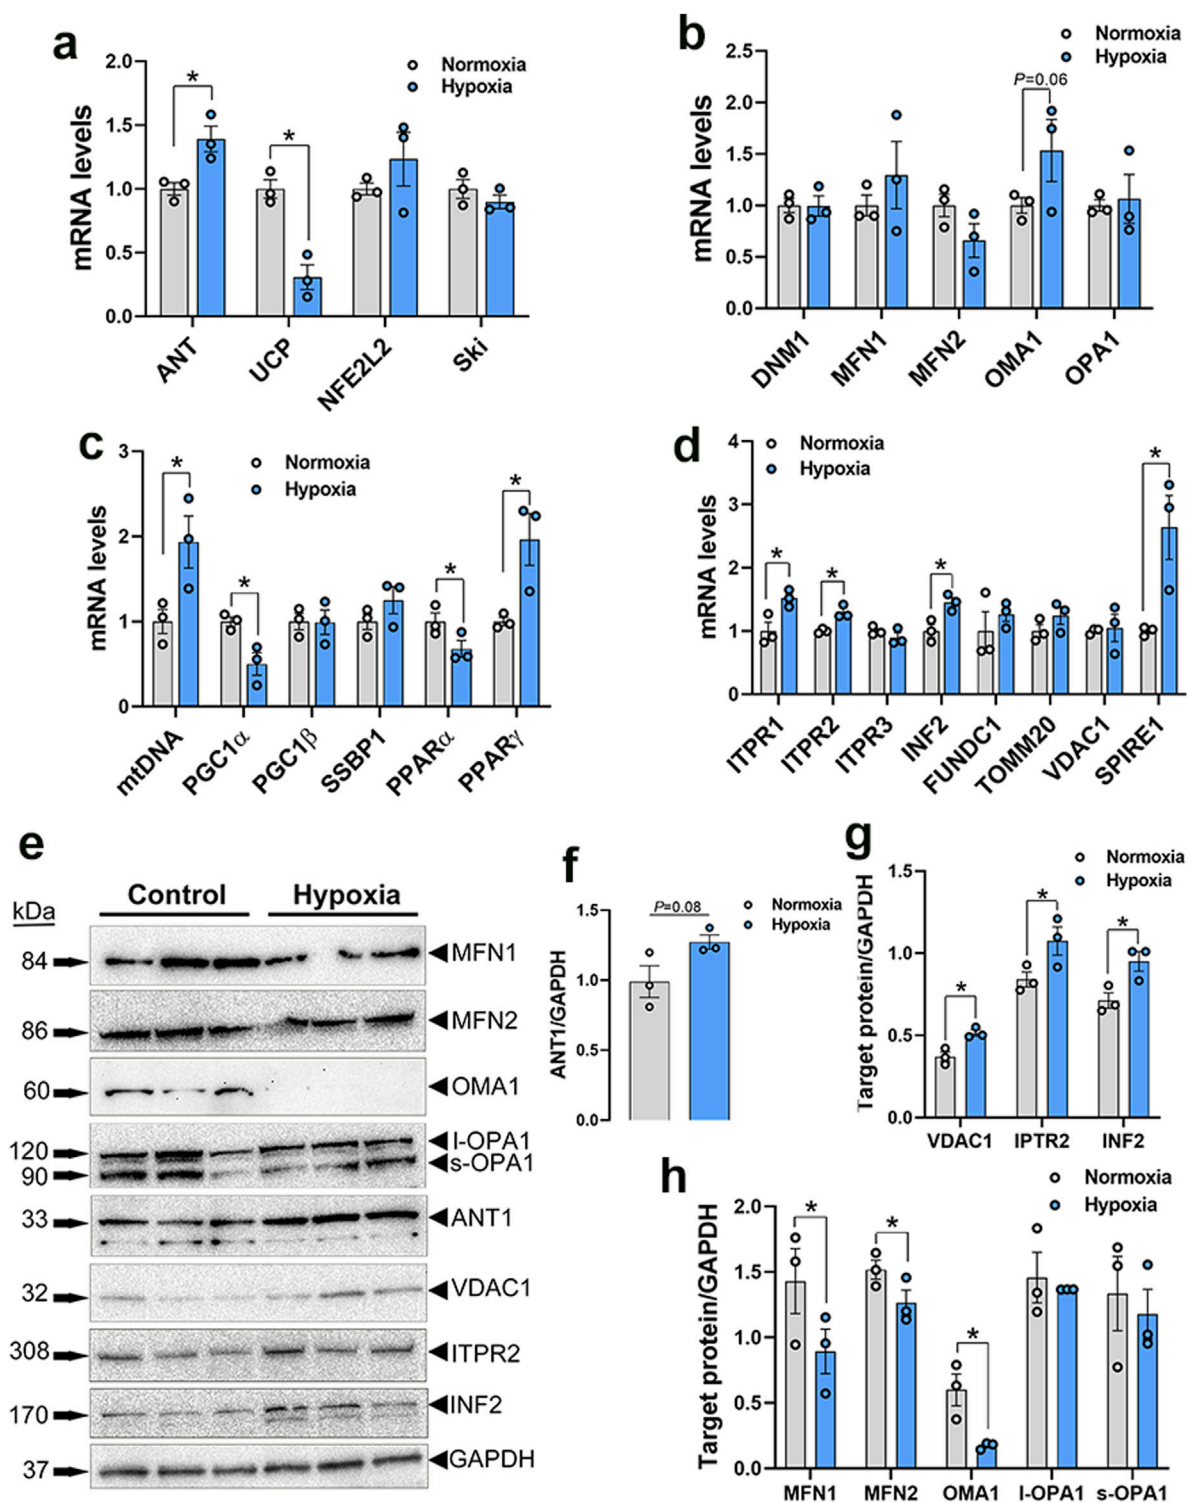 a
mRNA levels
2.0
1.5
1.0
0.5
0.0
*
*
Normoxia
Hypoxia
ANT
UCP
NFE2L2
Ski
b
mRNA levels
2.5
2.0
1.5
1.0
0.5
0.0
P=0.06
Normoxia
Hypoxia
DNM1
MFN1
MFN2
OMA1
OPA1
c
mRNA levels
3
2
1
0
*
*
*
*
Normoxia
Hypoxia
mtDNA
PGC1α
PGC1β
SSBP1
PPARα
PPARγ
d
mRNA levels
4
3
2
1
0
*
*
*
*
Normoxia
Hypoxia
ITPR1
ITPR2
ITPR3
INF2
FUNDC1
TOMM20
VDAC1
SPIRE1
e
Control Hypoxia
kDa
84 MFN1
86 MFN2
60 OMA1
120 l-OPA1
90 s-OPA1
33 ANT1
32 VDAC1
308 ITPR2
170 INF2
37 GAPDH
f
ANT1/GAPDH
1.5
1.0
0.5
0.0
P=0.08
Normoxia
Hypoxia
g
Target protein/GAPDH
1.5
1.0
0.5
0.0
*
*
*
Normoxia
Hypoxia
VDAC1
IPTR2
INF2
h
Target protein/GAPDH
2.0
1.5
1.0
0.5
0.0
*
*
*
Normoxia
Hypoxia
MFN1
MFN2
OMA1
l-OPA1
s-OPA1